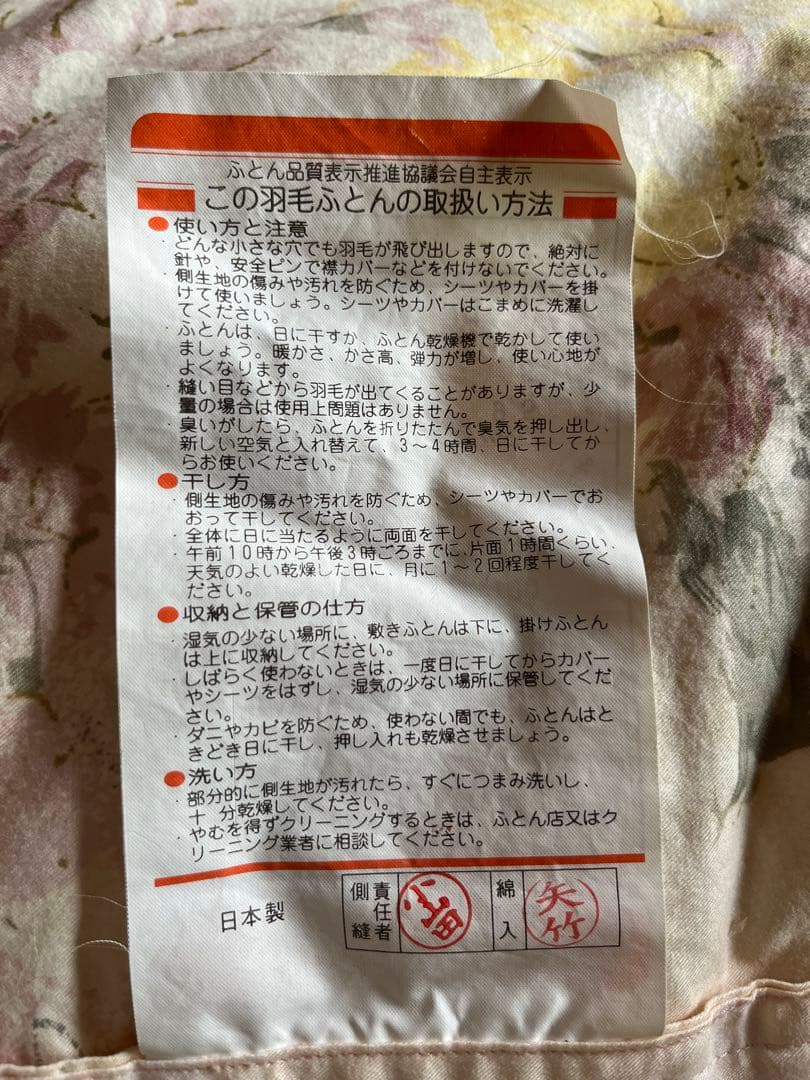 ふとん品質表示推進協議会自主表示
この羽毛ふとんの取扱い方法
●使い方と注意
・どんな小さな穴でも羽毛が飛び出しますので、絶対に
針や、安全ピンで襟カバーなどを付けないでください。
・側生地の傷みや汚れを防ぐため、シーツやカバーを掛
けて使いましょう。シーツやカバーはこまめに洗濯し
てください。
・ふとんは、日に干すか、ふとん乾燥機で乾かして使い
ましょう。暖かさ、かさ高、弾力が増し、使い心地が
よくなります。
・縫い目などから羽毛が出てくることがありますが、少
量の場合は使用上問題はありません。
・臭いがしたら、ふとんを折りたたんで臭気を押し出し、
新しい空気と入れ替えて、3〜4時間、日に干してか
らお使いください。
●干し方
・側生地の傷みや汚れを防ぐため、シーツやカバーでお
おって干してください。
・全体に日に当たるように両面を干してください。
・午前10時から午後3時ごろまでに、片面1時間くらい、
天気のよい乾燥した日に、月に1〜2回程度干してく
ださい。
●収納と保管の仕方
・湿気の少ない場所に、敷きふとんは下に、掛けふとん
は上に収納してください。
・しばらく使わないときは、一度日に干してからカバー
やシーツをはずし、湿気の少ない場所に保管してくだ
さい。
・ダニやカビを防ぐため、使わない間でも、ふとんはと
きどき日に干し、押し入れも乾燥させましょう。
●洗い方
・部分的に側生地が汚れたら、すぐにつまみ洗いし、
十 分乾燥してください。
・やむを得ずクリーニングするときは、ふとん店又はク
リーニング業者に相談してください。
日本製
責任者
側縫
小田
綿入
矢竹